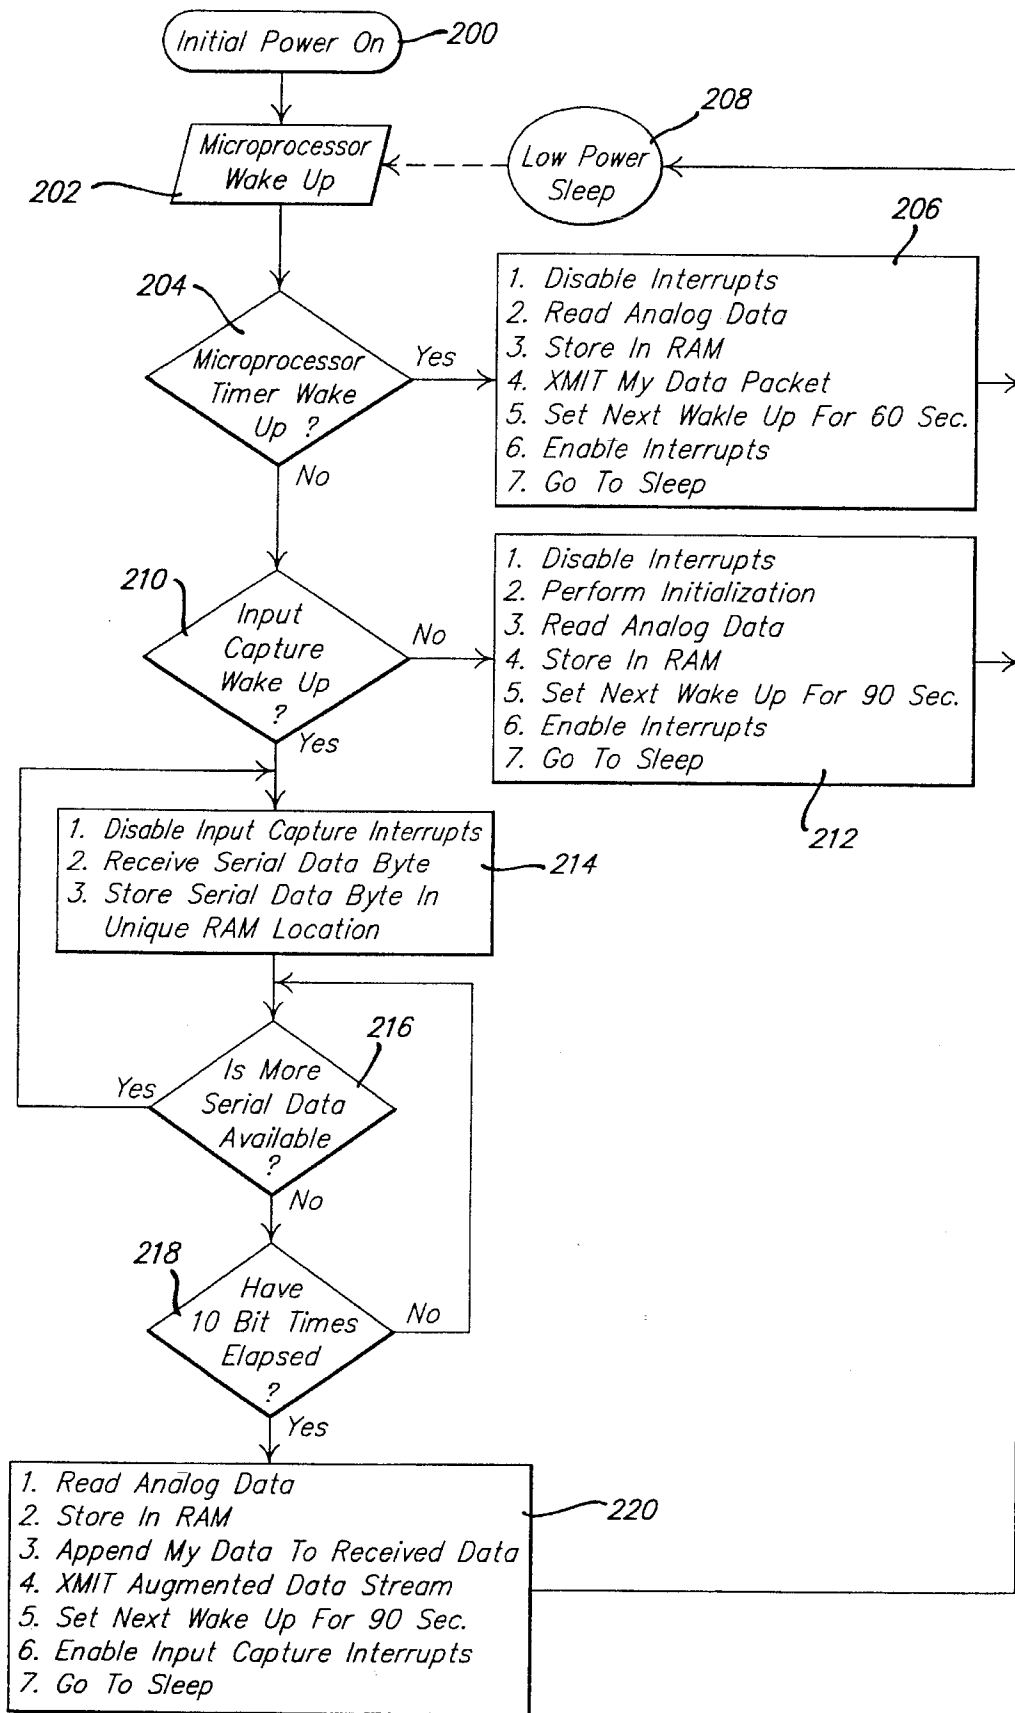 Initial Power On
200
Microprocessor
Wake Up
202
Low Power
Sleep
208
204
Microprocessor
Timer Wake
Up ?
Yes
No
206
1. Disable Interrupts
2. Read Analog Data
3. Store In RAM
4. XMIT My Data Packet
5. Set Next Wakle Up For 60 Sec.
6. Enable Interrupts
7. Go To Sleep
210
Input
Capture
Wake Up
?
No
Yes
1. Disable Interrupts
2. Perform Initialization
3. Read Analog Data
4. Store In RAM
5. Set Next Wake Up For 90 Sec.
6. Enable Interrupts
7. Go To Sleep
212
1. Disable Input Capture Interrupts
2. Receive Serial Data Byte
3. Store Serial Data Byte In
Unique RAM Location
214
216
Is More
Serial Data
Available
?
Yes
No
218
Have
10 Bit Times
Elapsed
?
No
Yes
1. Read Analog Data
2. Store In RAM
3. Append My Data To Received Data
4. XMIT Augmented Data Stream
5. Set Next Wake Up For 90 Sec.
6. Enable Input Capture Interrupts
7. Go To Sleep
220